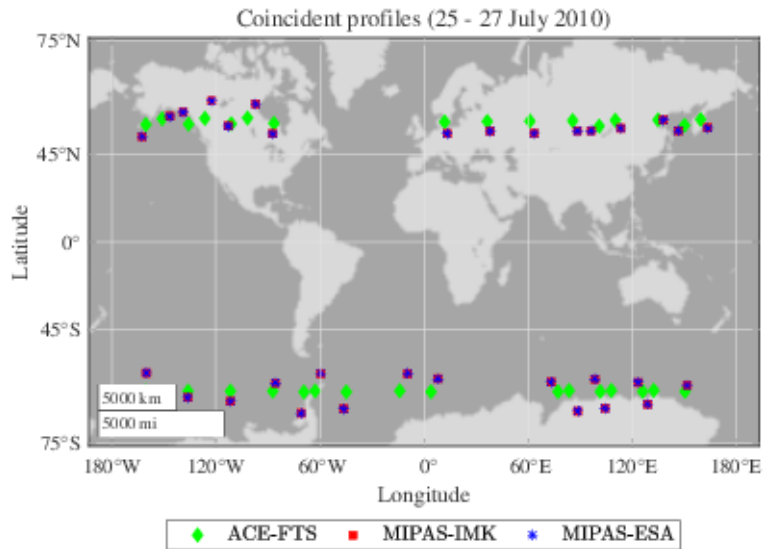 Coincident profiles (25 - 27 July 2010)
75°N
45°N
0°
45°S
75°S
Latitude
5000 km
5000 mi
180°W 120°W 60°W 0° 60°E 120°E 180°E
Longitude
ACE-FTS MIPAS-IMK MIPAS-ESA